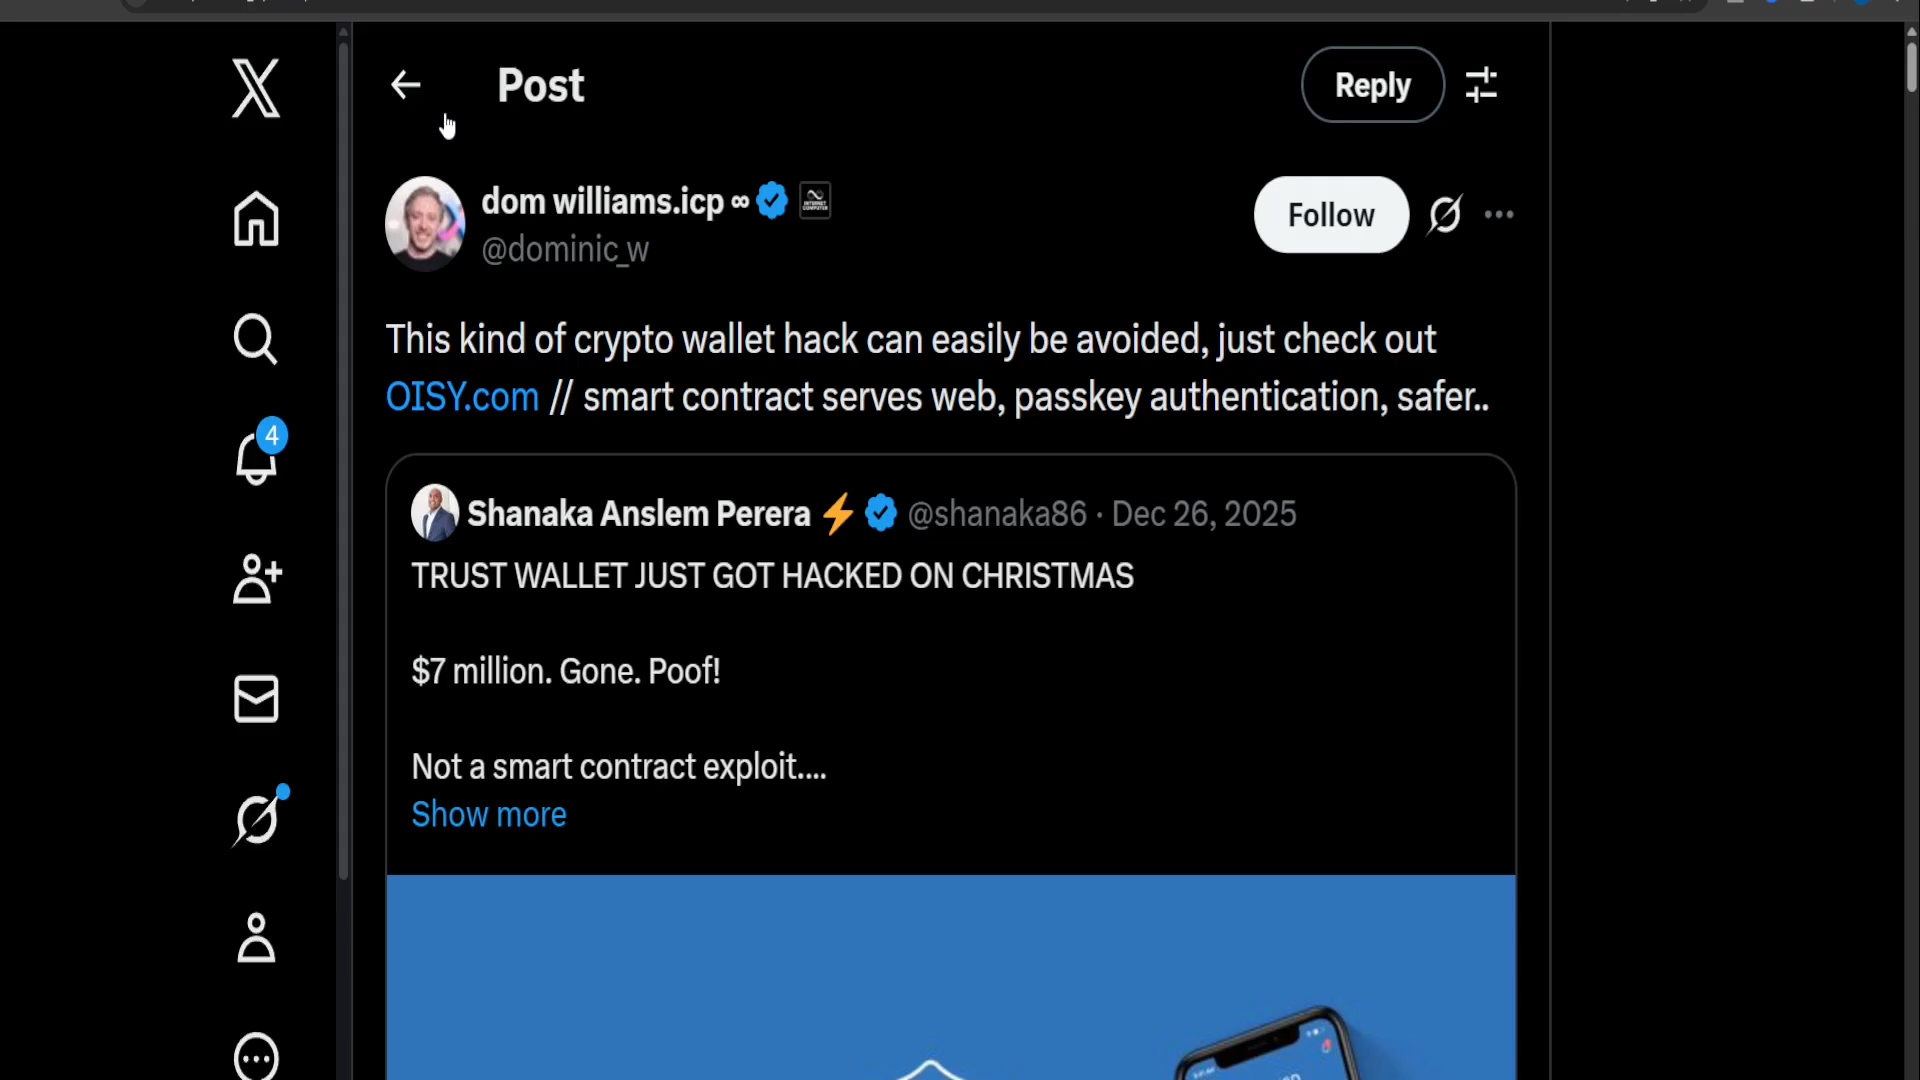 Post
Reply
dom williams.icp ∞
INTERNET COMPUTER
@dominic_w
Follow
This kind of crypto wallet hack can easily be avoided, just check out
OISY.com // smart contract serves web, passkey authentication, safer..
4
Shanaka Anslem Perera ⚡ @shanaka86 · Dec 26, 2025
TRUST WALLET JUST GOT HACKED ON CHRISTMAS
$7 million. Gone. Poof!
Not a smart contract exploit....
Show more